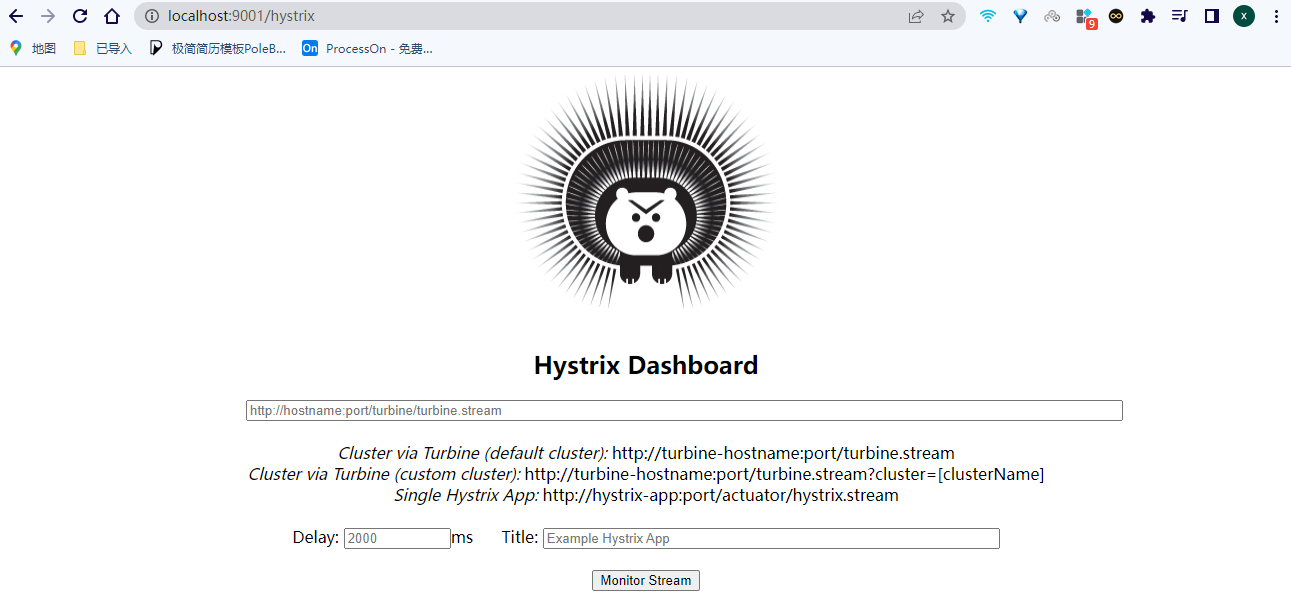 localhost:9001/hystrix
9
X
地图 已导入 极简简历模板PoleB... On ProcessOn - 免费...
Hystrix Dashboard
http://hostname:port/turbine/turbine.stream
Cluster via Turbine (default cluster): http://turbine-hostname:port/turbine.stream
Cluster via Turbine (custom cluster): http://turbine-hostname:port/turbine.stream?cluster=[clusterName]
Single Hystrix App: http://hystrix-app:port/actuator/hystrix.stream
Delay: 2000 ms Title: Example Hystrix App
Monitor Stream